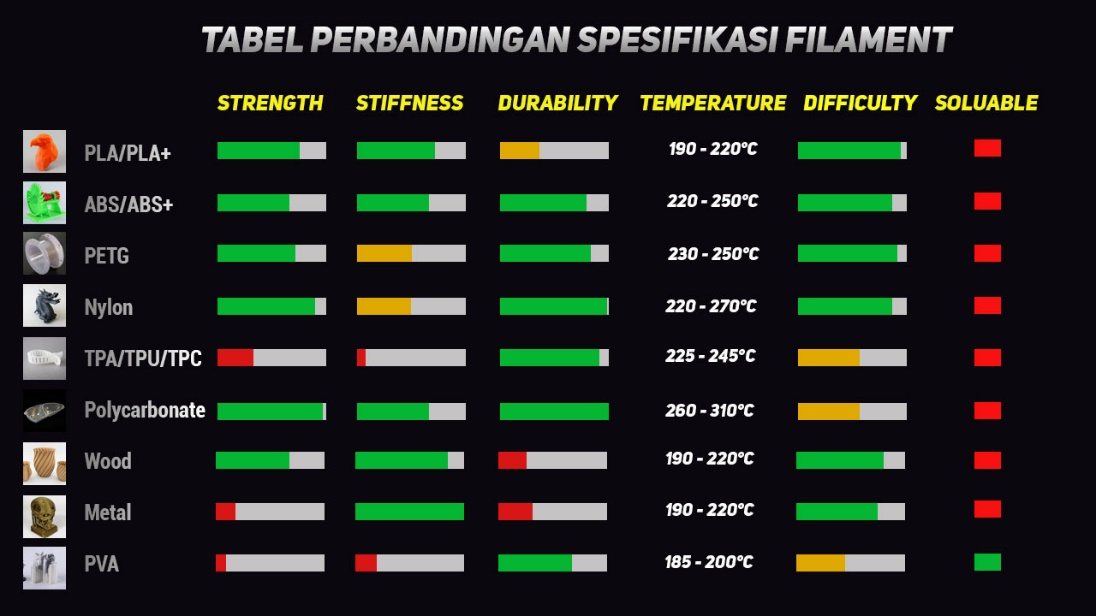 TABEL PERBANDINGAN SPESIFIKASI FILAMENT
STRENGTH STIFFNESS DURABILITY TEMPERATURE DIFFICULTY SOLUABLE
PLA/PLA+ 190 - 220°C
ABS/ABS+ 220 - 250°C
PETG 230 - 250°C
Nylon 220 - 270°C
TPA/TPU/TPC 225 - 245°C
Polycarbonate 260 - 310°C
Wood 190 - 220°C
Metal 190 - 220°C
PVA 185 - 200°C